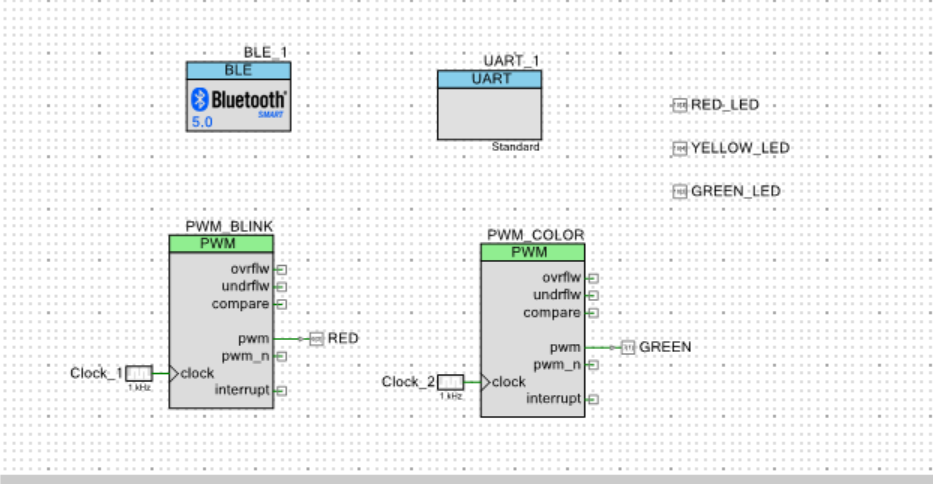 BLE_1
BLE
Bluetooth
SMART
5.0
UART_1
UART
Standard
RED_LED
YELLOW_LED
GREEN_LED
PWM_BLINK
PWM
ovrflw
undrflw
compare
pwm
RED
pwm_n
Clock_1
1 kHz
clock
interrupt
PWM_COLOR
PWM
ovrflw
undrflw
compare
pwm
GREEN
pwm_n
Clock_2
1 kHz
clock
interrupt